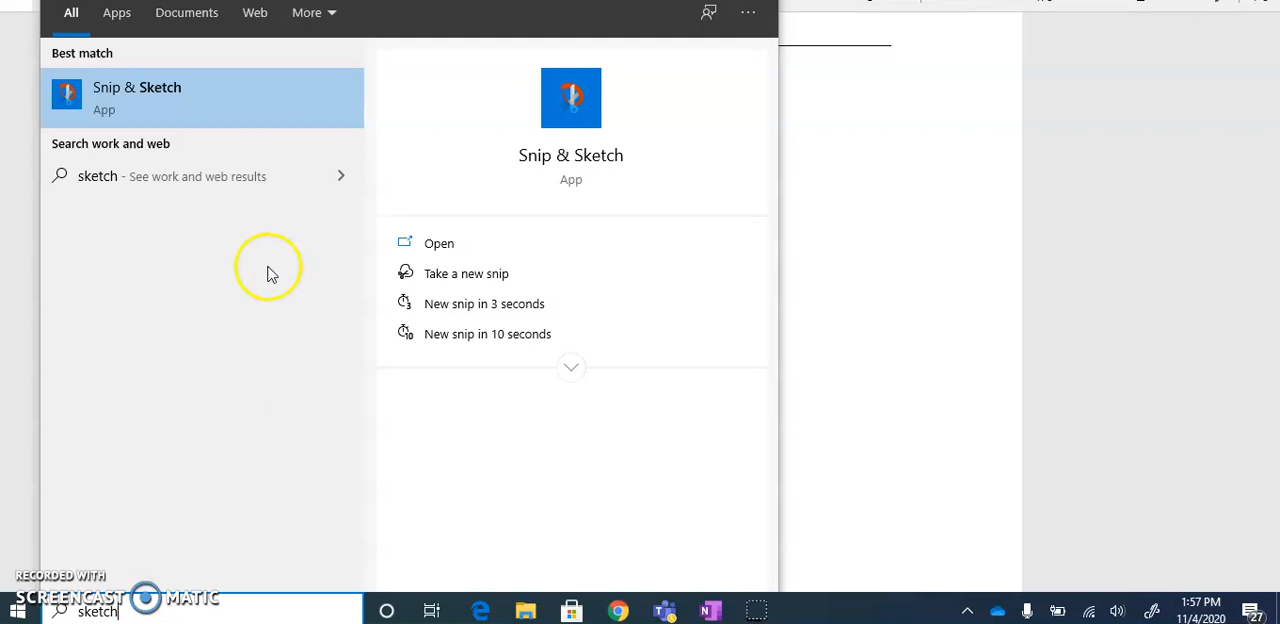 All Apps Documents Web More
Best match
Snip & Sketch
App
Search work and web
sketch - See work and web results
Snip & Sketch
App
Open
Take a new snip
New snip in 3 seconds
New snip in 10 seconds
RECORDED WITH
SCREENCAST MATIC
sketch
1:57 PM
11/4/2020
27